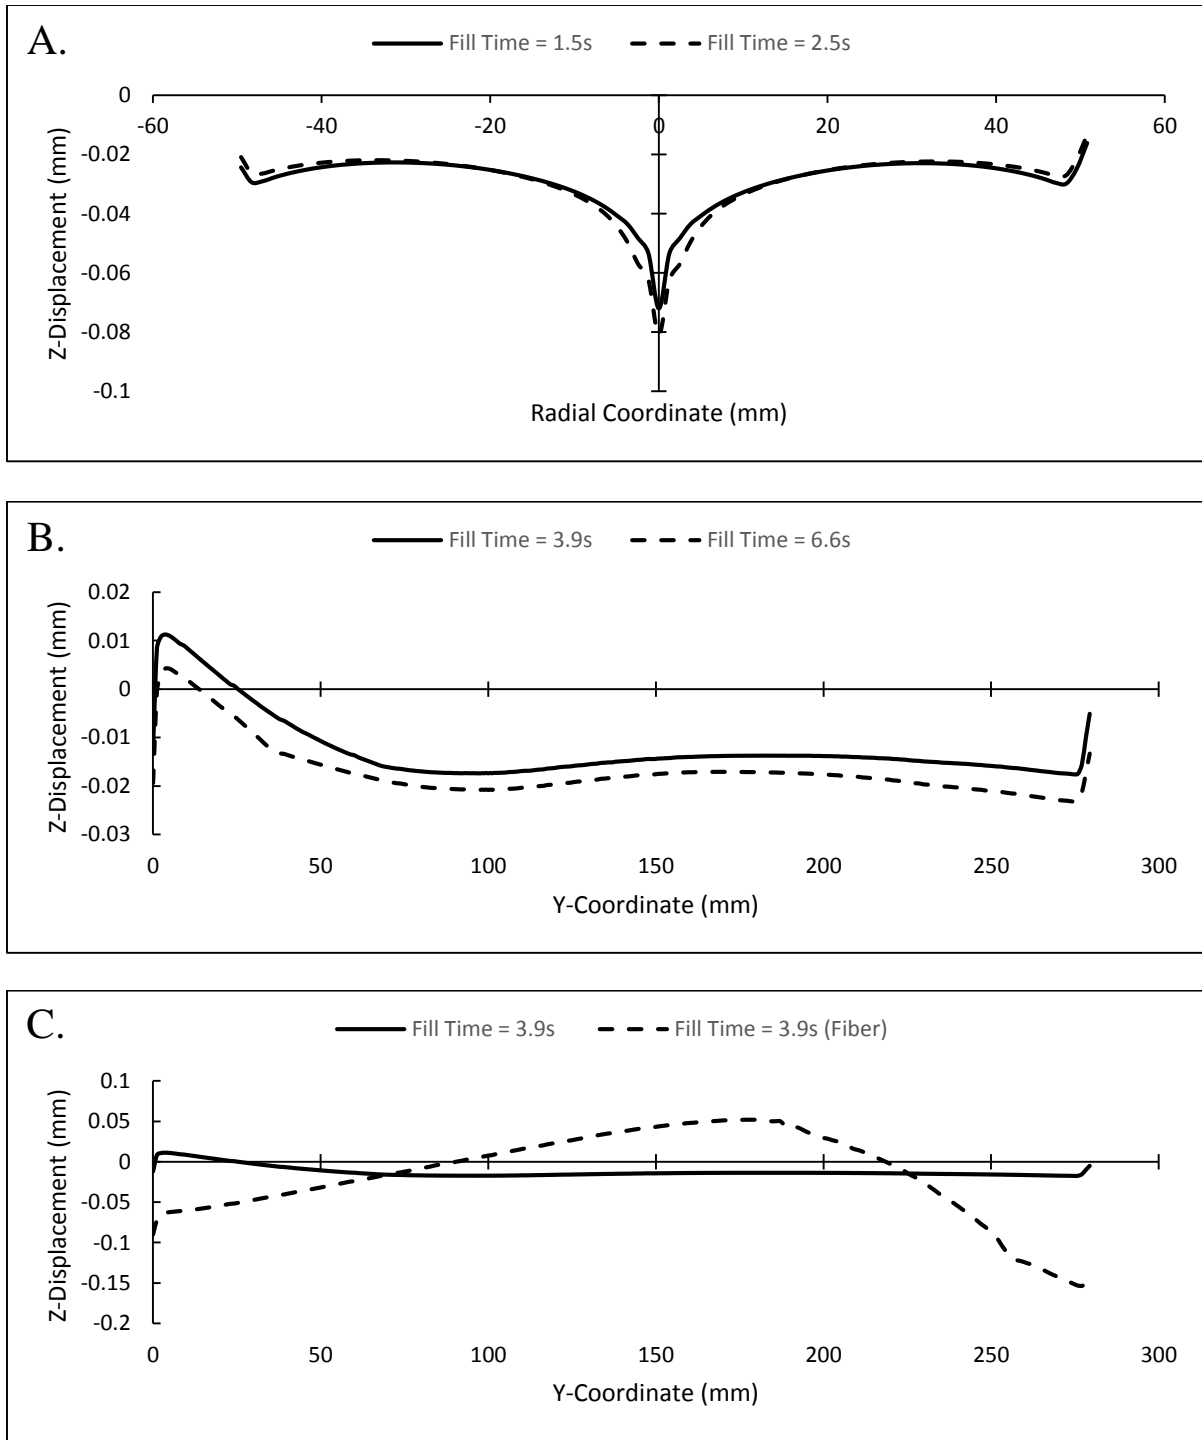 A.
Fill Time = 1.5s Fill Time = 2.5s
0
-60 -40 -20 0 20 40 60
-0.02
-0.04
-0.06
-0.08
-0.1
Z-Displacement (mm)
Radial Coordinate (mm)
B.
Fill Time = 3.9s Fill Time = 6.6s
0.02
0.01
0
-0.01
-0.02
-0.03
Z-Displacement (mm)
0 50 100 150 200 250 300
Y-Coordinate (mm)
C.
Fill Time = 3.9s Fill Time = 3.9s (Fiber)
0.1
0.05
0
-0.05
-0.1
-0.15
-0.2
Z-Displacement (mm)
0 50 100 150 200 250 300
Y-Coordinate (mm)